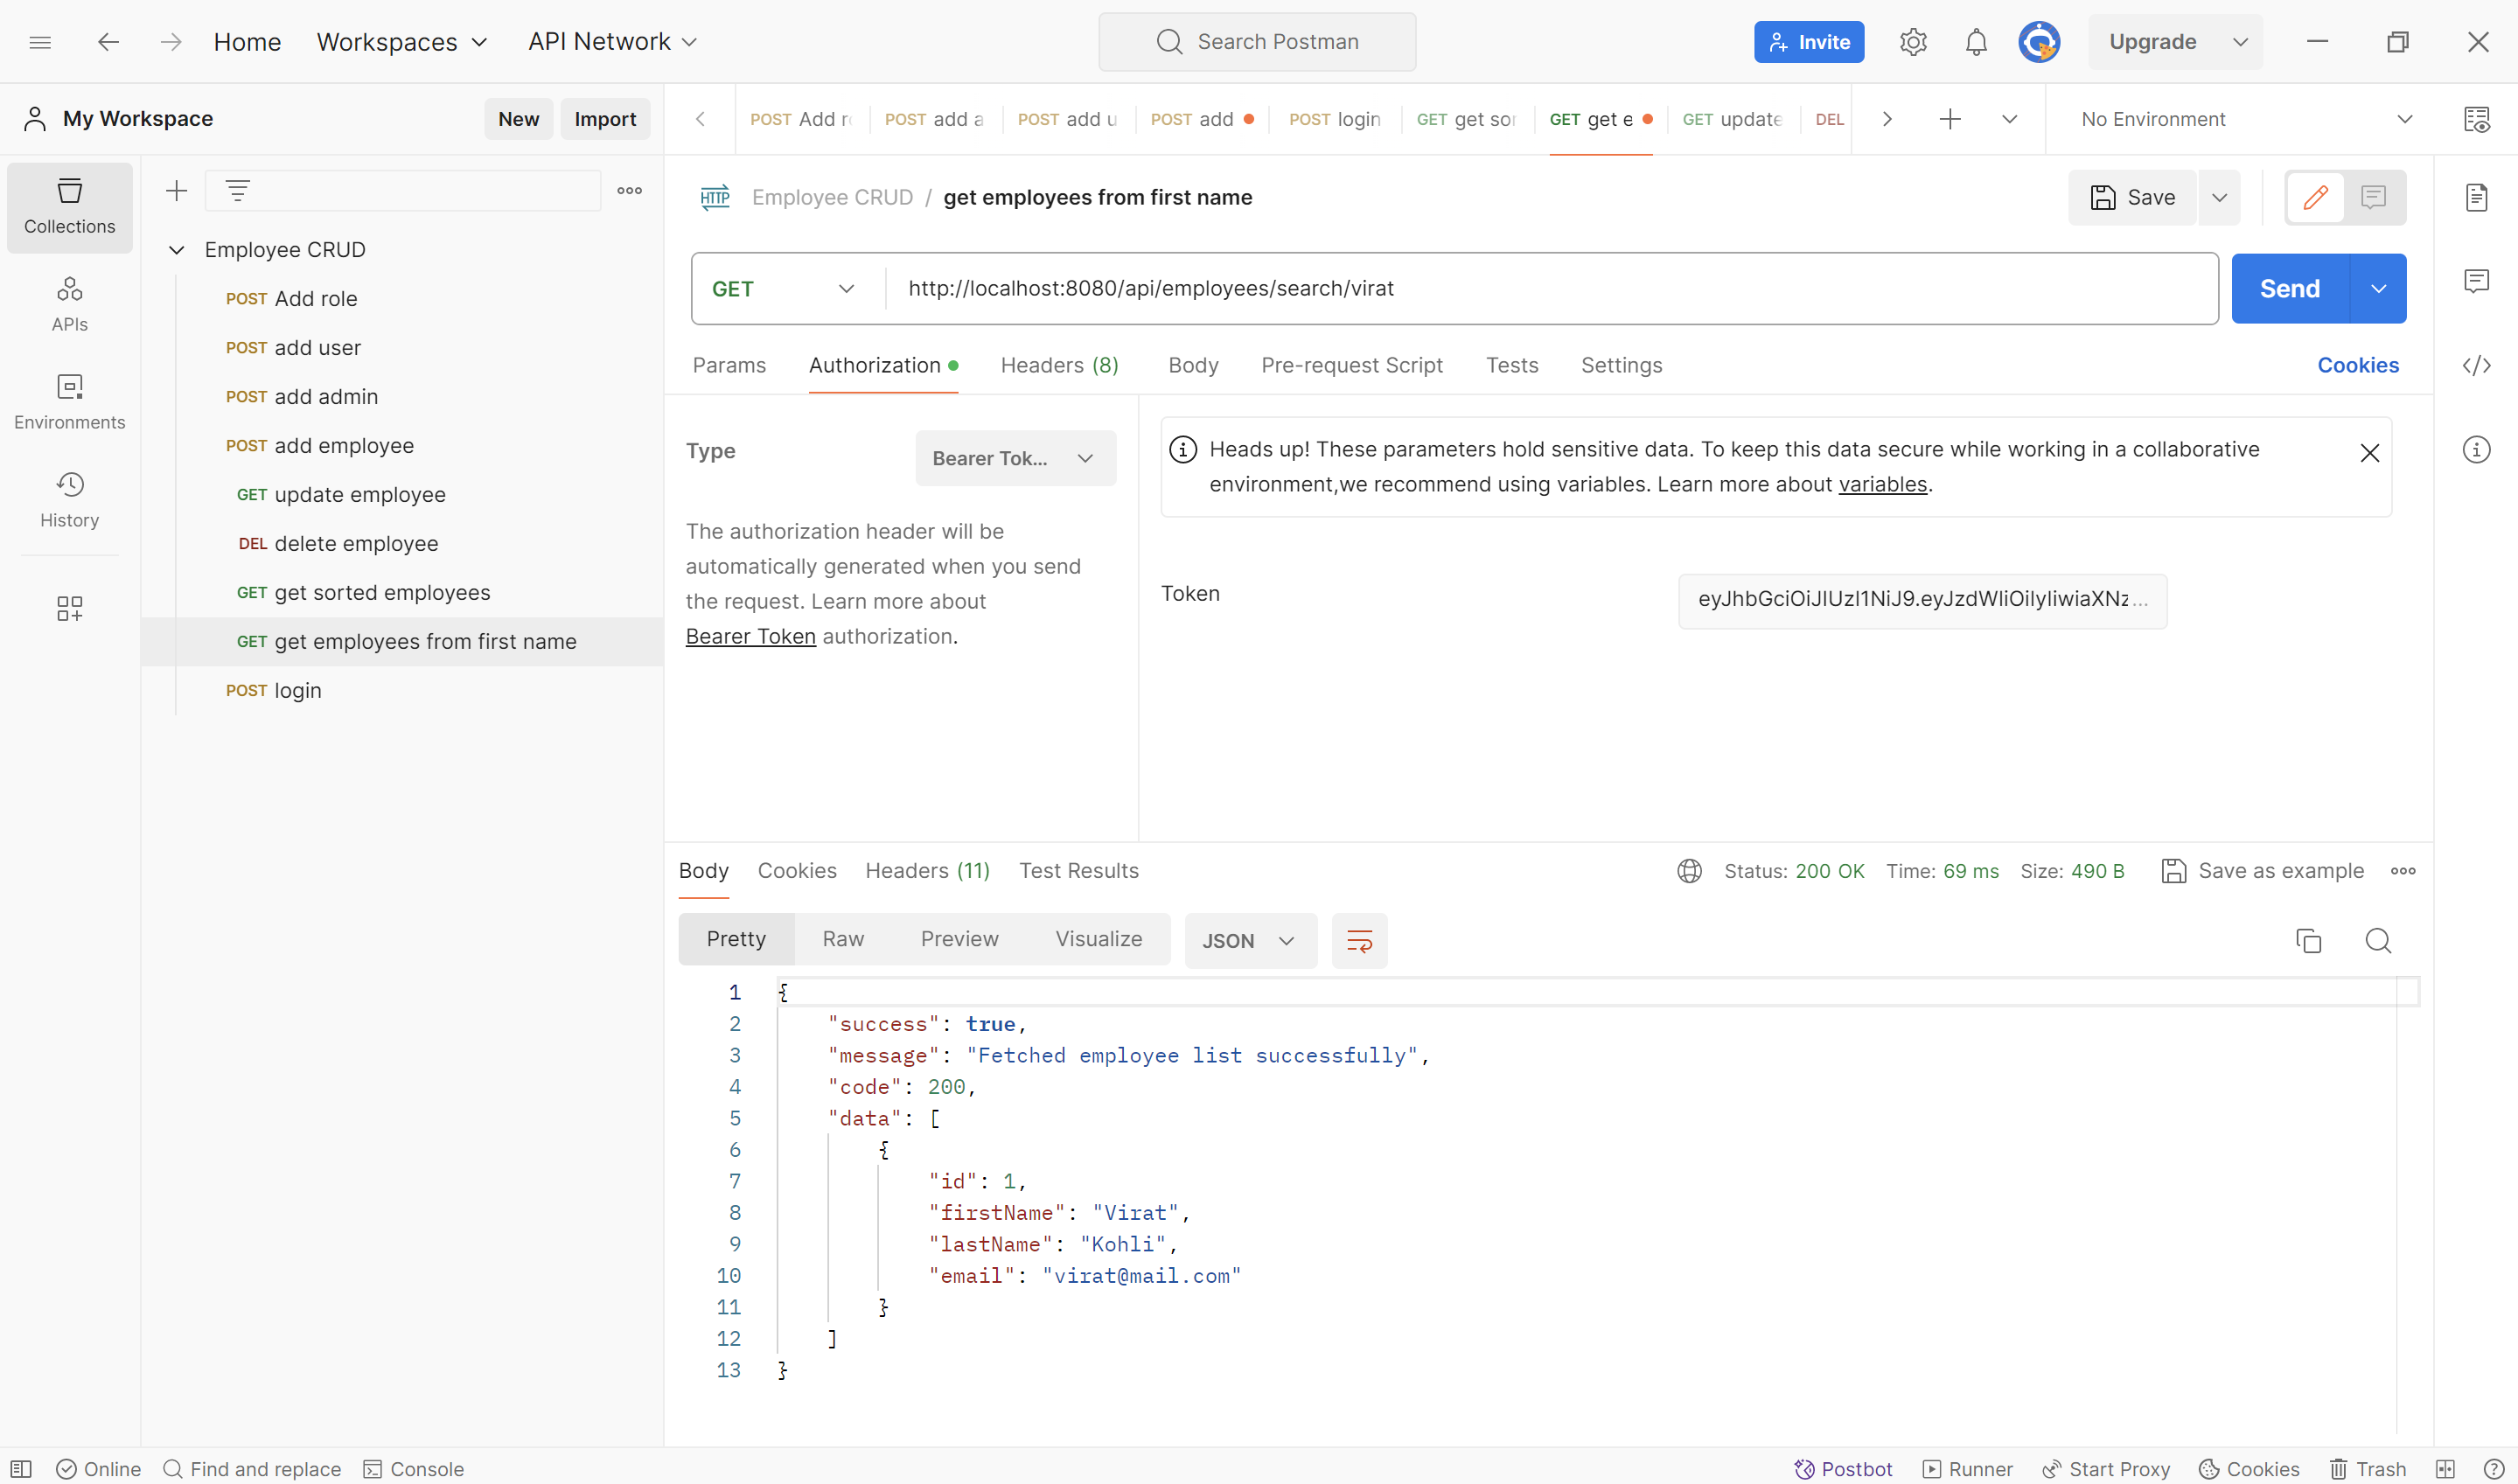 Home Workspaces API Network Search Postman Invite Upgrade
My Workspace New Import
POST Add r POST add a POST add u POST add POST login GET get sor GET get e GET update DEL No Environment
Collections
APIs
Environments
History
Employee CRUD
POST Add role
POST add user
POST add admin
POST add employee
GET update employee
DEL delete employee
GET get sorted employees
GET get employees from first name
POST login
HTTP Employee CRUD / get employees from first name Save
GET http://localhost:8080/api/employees/search/virat Send
Params Authorization Headers (8) Body Pre-request Script Tests Settings Cookies
Type Bearer Tok...
The authorization header will be
automatically generated when you send
the request. Learn more about
Bearer Token authorization.
Heads up! These parameters hold sensitive data. To keep this data secure while working in a collaborative
environment,we recommend using variables. Learn more about variables.
Token eyJhbGciOiJIUzI1NiJ9.eyJzdWIiOiIyIiwiaXNz...
Body Cookies Headers (11) Test Results Status: 200 OK Time: 69 ms Size: 490 B Save as example
Pretty Raw Preview Visualize JSON
1 {
2 "success": true,
3 "message": "Fetched employee list successfully",
4 "code": 200,
5 "data": [
6 {
7 "id": 1,
8 "firstName": "Virat",
9 "lastName": "Kohli",
10 "email": "virat@mail.com"
11 }
12 ]
13 }
Online Find and replace Console Postbot Runner Start Proxy Cookies Trash